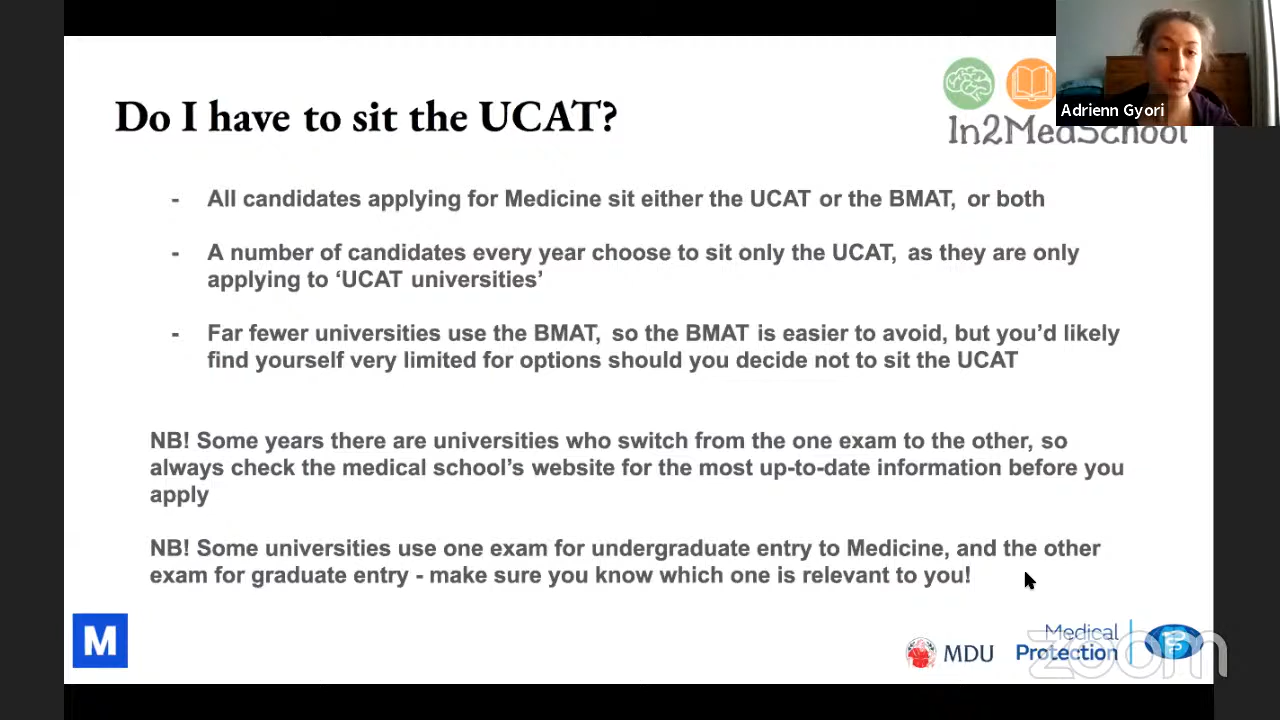 Do I have to sit the UCAT?
In2MedSchool
Adrienn Gyori
- All candidates applying for Medicine sit either the UCAT or the BMAT, or both
- A number of candidates every year choose to sit only the UCAT, as they are only
applying to ‘UCAT universities’
- Far fewer universities use the BMAT, so the BMAT is easier to avoid, but you’d likely
find yourself very limited for options should you decide not to sit the UCAT
NB! Some years there are universities who switch from the one exam to the other, so
always check the medical school’s website for the most up-to-date information before you
apply
NB! Some universities use one exam for undergraduate entry to Medicine, and the other
exam for graduate entry - make sure you know which one is relevant to you!
M
MDU
Medical
Protection
zoom